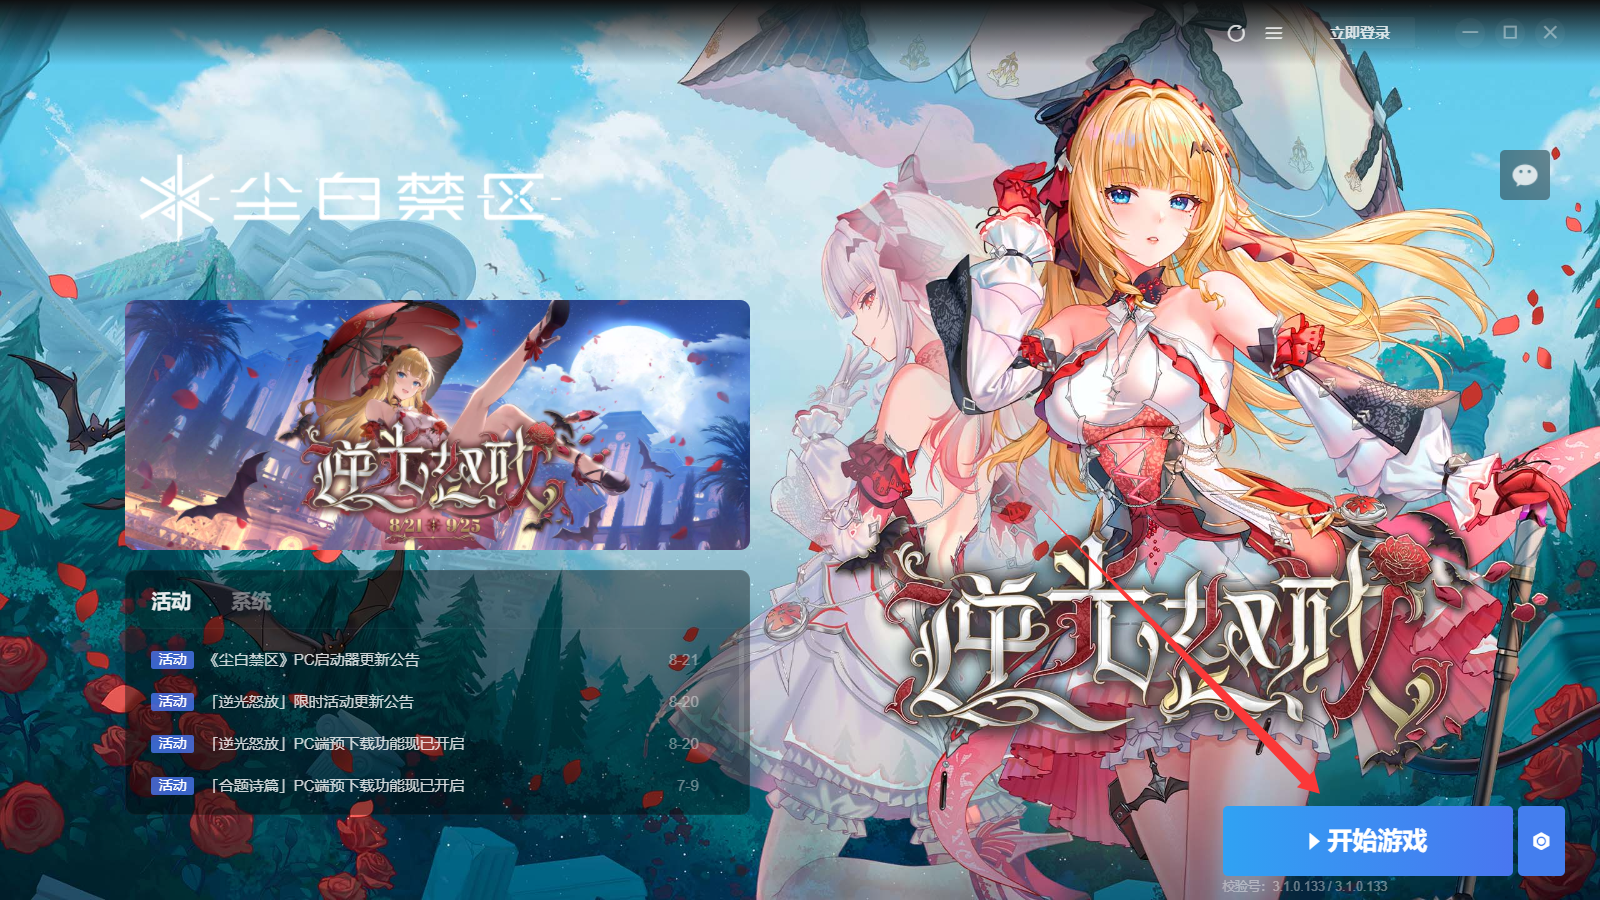 立即登录
尘白禁区
逆光怒放
8.21 9.25
活动 系统
活动 《尘白禁区》PC启动器更新公告 8-21
活动 「逆光怒放」限时活动更新公告 8-20
活动 「逆光怒放」PC端预下载功能现已开启 8-20
活动 「合题诗篇」PC端预下载功能现已开启 7-9
逆光怒放
开始游戏
校验号：3.1.0.133 / 3.1.0.133